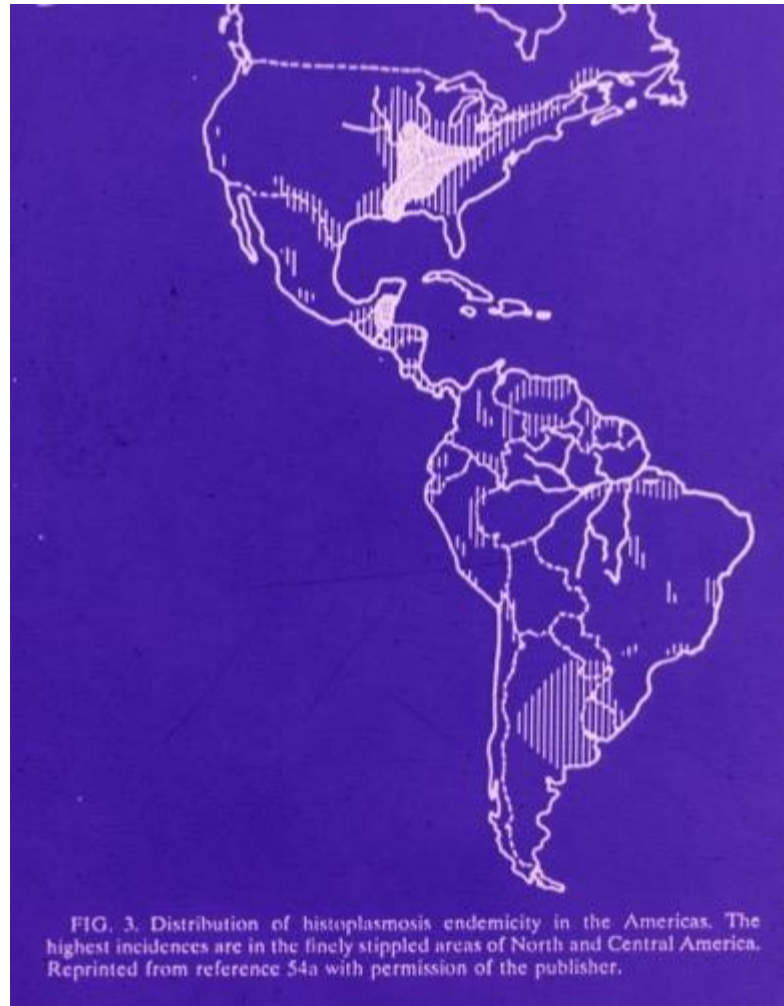 FIG. 3. Distribution of histoplasmosis endemicity in the Americas. The
highest incidences are in the finely stippled areas of North and Central America.
Reprinted from reference 54a with permission of the publisher.